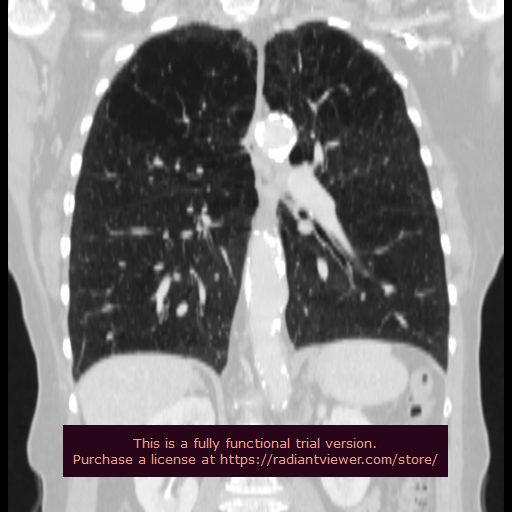 This is a fully functional trial version.
Purchase a license at https://radiantviewer.com/store/